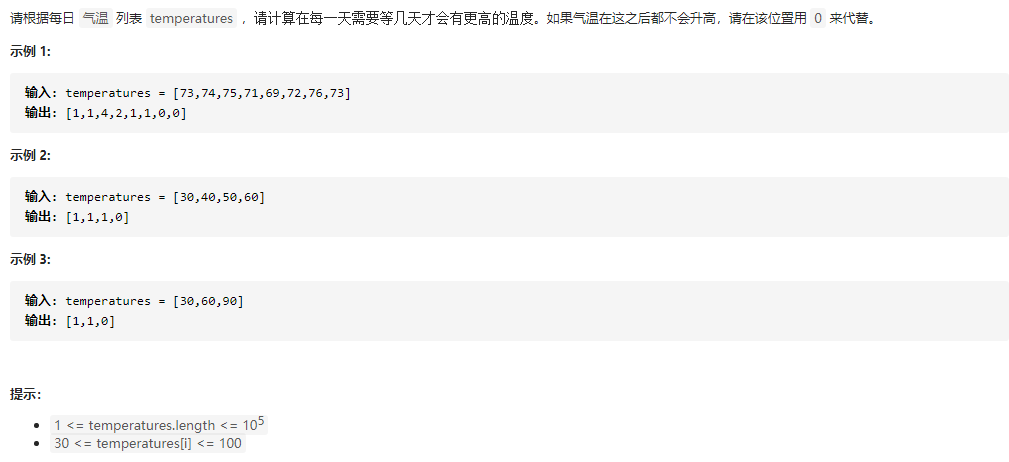 请根据每日 气温 列表 temperatures ，请计算在每一天需要等几天才会有更高的温度。如果气温在这之后都不会升高，请在该位置用 0 来代替。
示例 1:
输入: temperatures = [73,74,75,71,69,72,76,73]
输出: [1,1,4,2,1,1,0,0]
示例 2:
输入: temperatures = [30,40,50,60]
输出: [1,1,1,0]
示例 3:
输入: temperatures = [30,60,90]
输出: [1,1,0]
提示：
• 1 <= temperatures.length <= 10⁵
• 30 <= temperatures[i] <= 100